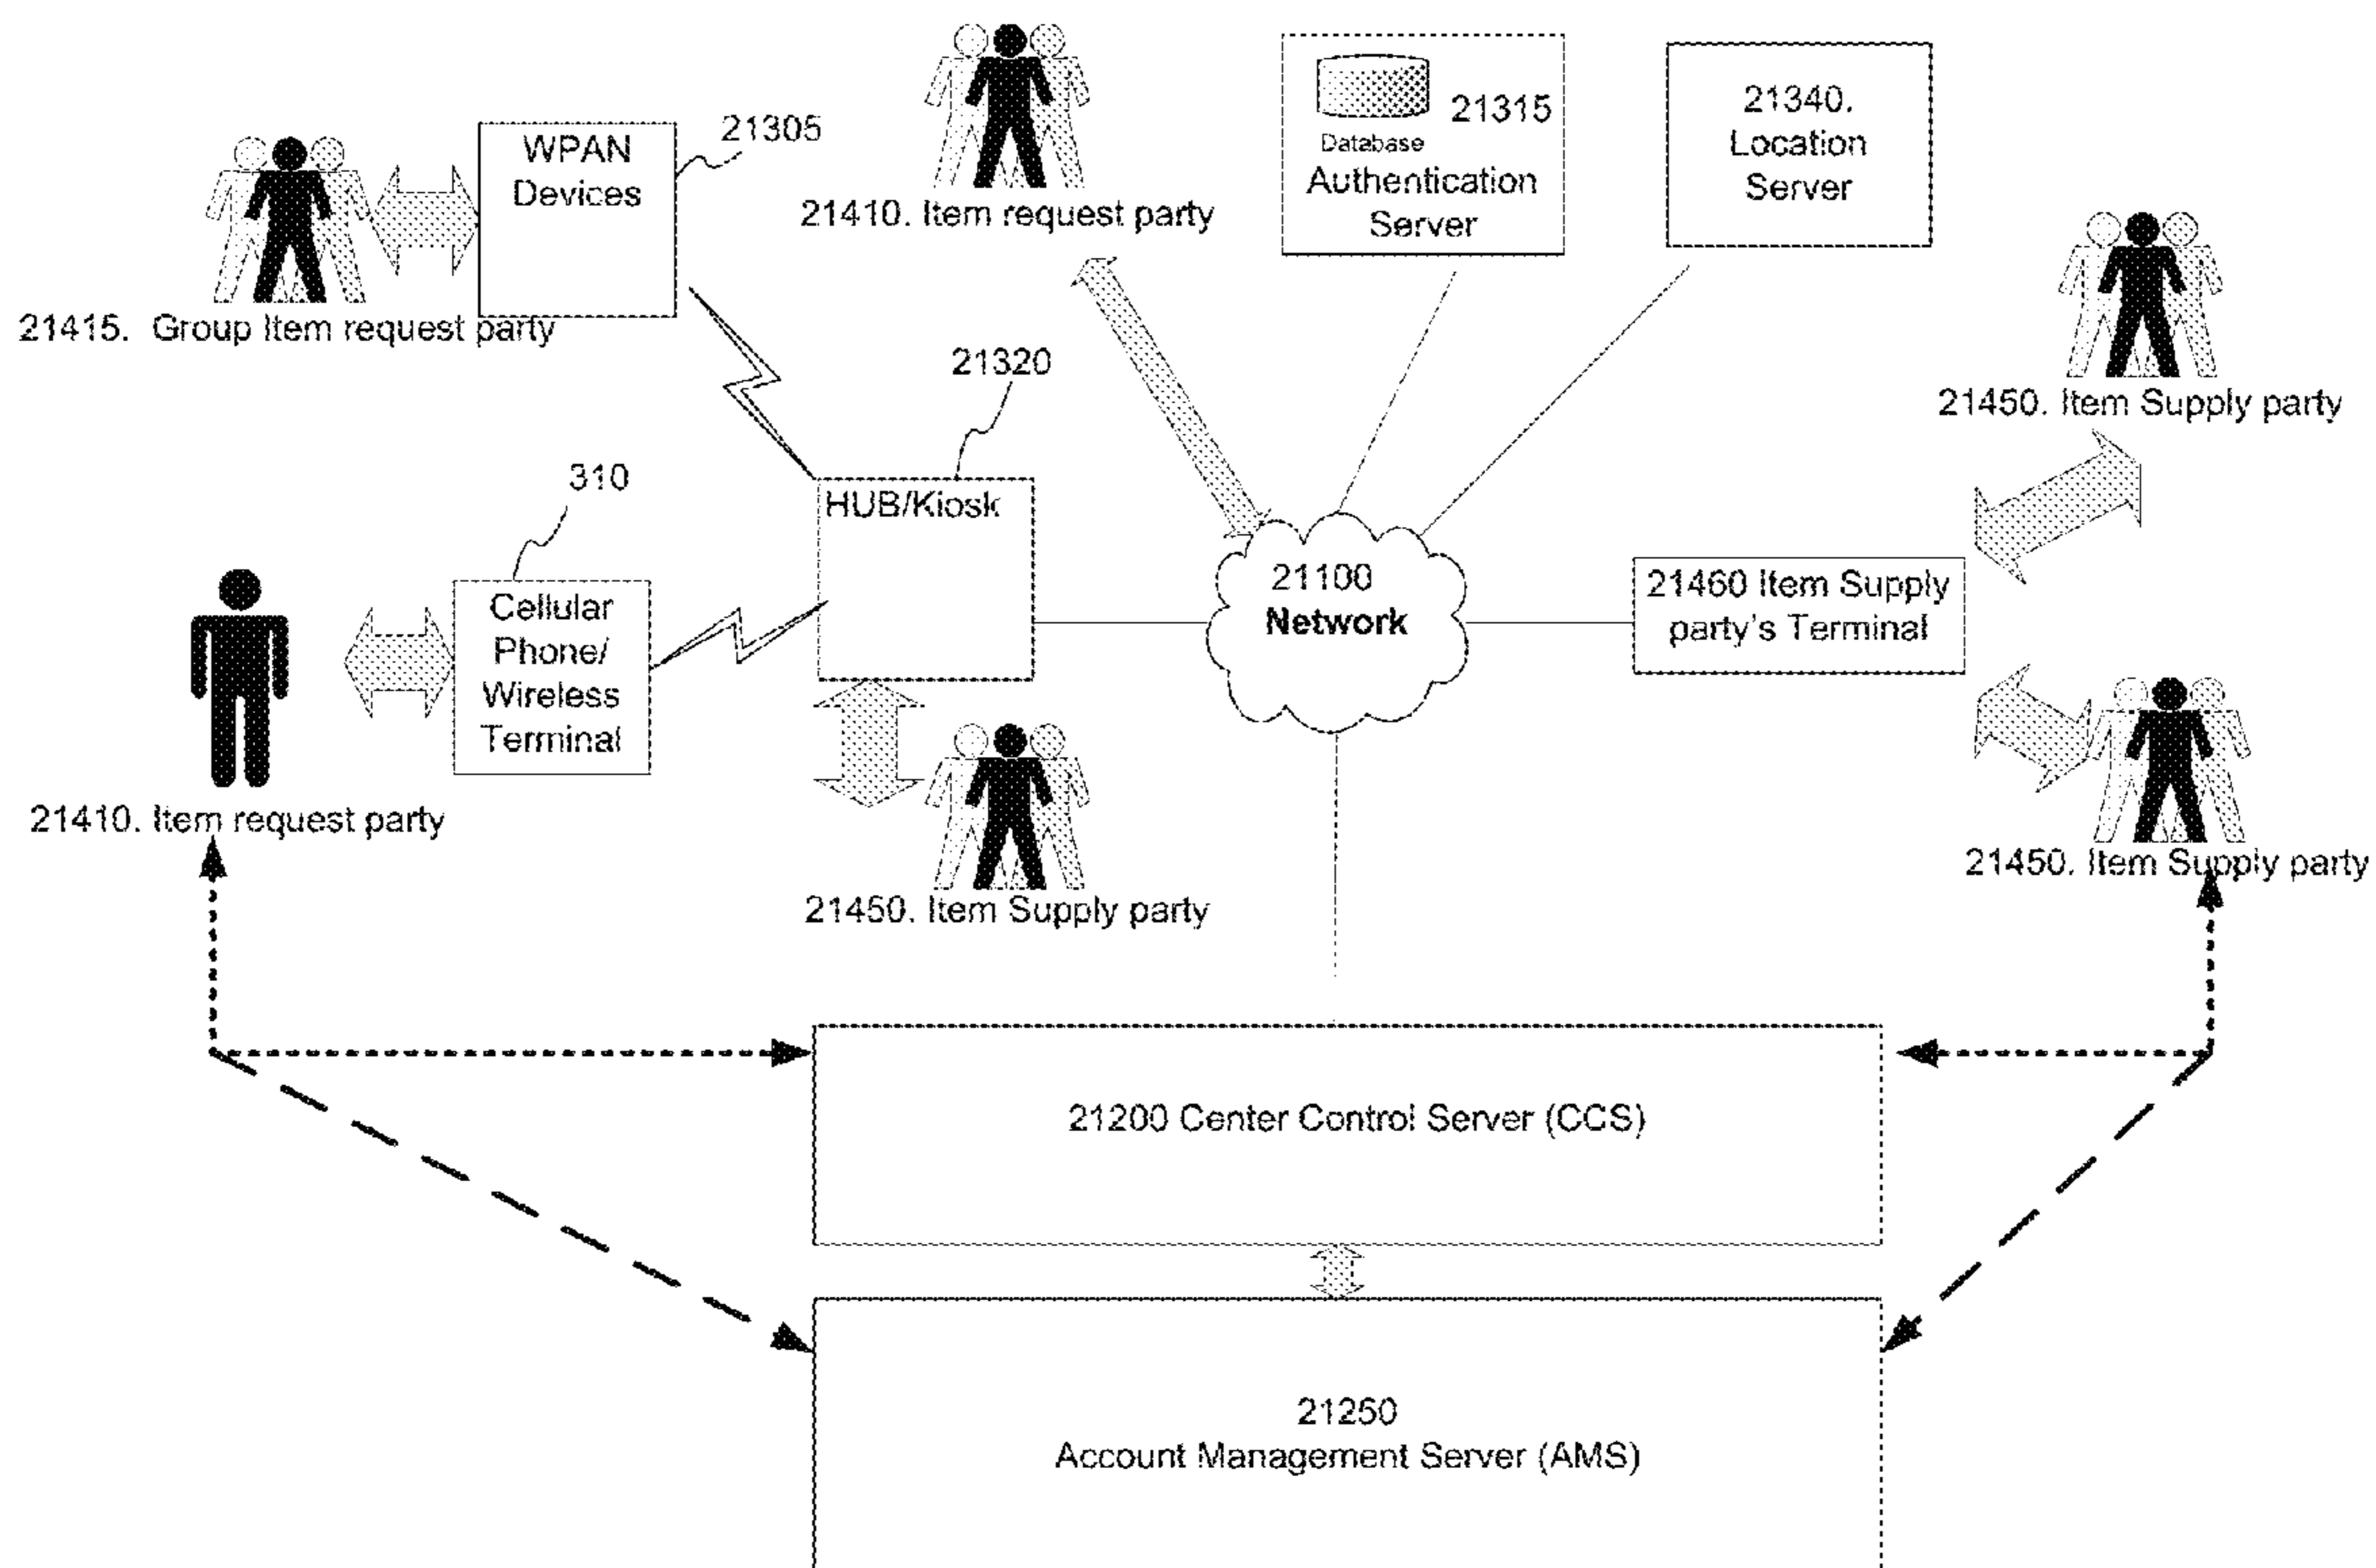 21305
WPAN
Devices
21415. Group Item request party
21410. Item request party
Database
21315
Authentication
Server
21340.
Location
Server
21450. Item Supply party
21320
HUB/Kiosk
310
Cellular
Phone/
Wireless
Terminal
21410. Item request party
21100
Network
21460 Item Supply
party's Terminal
21450. Item Supply party
21450. Item Supply party
21200 Center Control Server (CCS)
21250
Account Management Server (AMS)